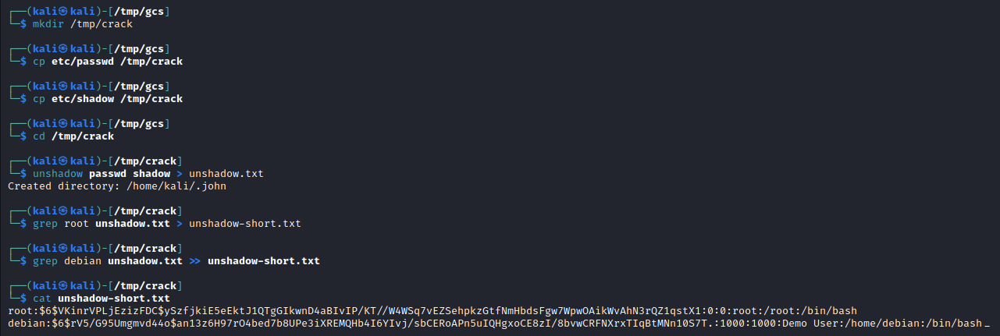 ┌──(kali㉿kali)-[/tmp/gcs]
└─$ mkdir /tmp/crack
┌──(kali㉿kali)-[/tmp/gcs]
└─$ cp etc/passwd /tmp/crack
┌──(kali㉿kali)-[/tmp/gcs]
└─$ cp etc/shadow /tmp/crack
┌──(kali㉿kali)-[/tmp/gcs]
└─$ cd /tmp/crack
┌──(kali㉿kali)-[/tmp/crack]
└─$ unshadow passwd shadow > unshadow.txt
Created directory: /home/kali/.john
┌──(kali㉿kali)-[/tmp/crack]
└─$ grep root unshadow.txt > unshadow-short.txt
┌──(kali㉿kali)-[/tmp/crack]
└─$ grep debian unshadow.txt >> unshadow-short.txt
┌──(kali㉿kali)-[/tmp/crack]
└─$ cat unshadow-short.txt
root:$6$VKinrVPLjEzizFDC$ySzfjkiE5eEktJ1QTgGIkwnD4aBIvIP/KT//W4WSq7vEZSehpkzGtfNmHbdsFgw7WpwOAikWvAhN3rQZ1qstX1:0:0:root:/root:/bin/bash
debian:$6$rV5/G95Umgmvd44o$an13z6H97rO4bed7b8UPe3iXREMQHb4I6YIvj/sbCERoAPn5uIQHgxoCE8zI/8bvwCRFNXrxTIqBtMNn10S7T.:1000:1000:Demo User:/home/debian:/bin/bash